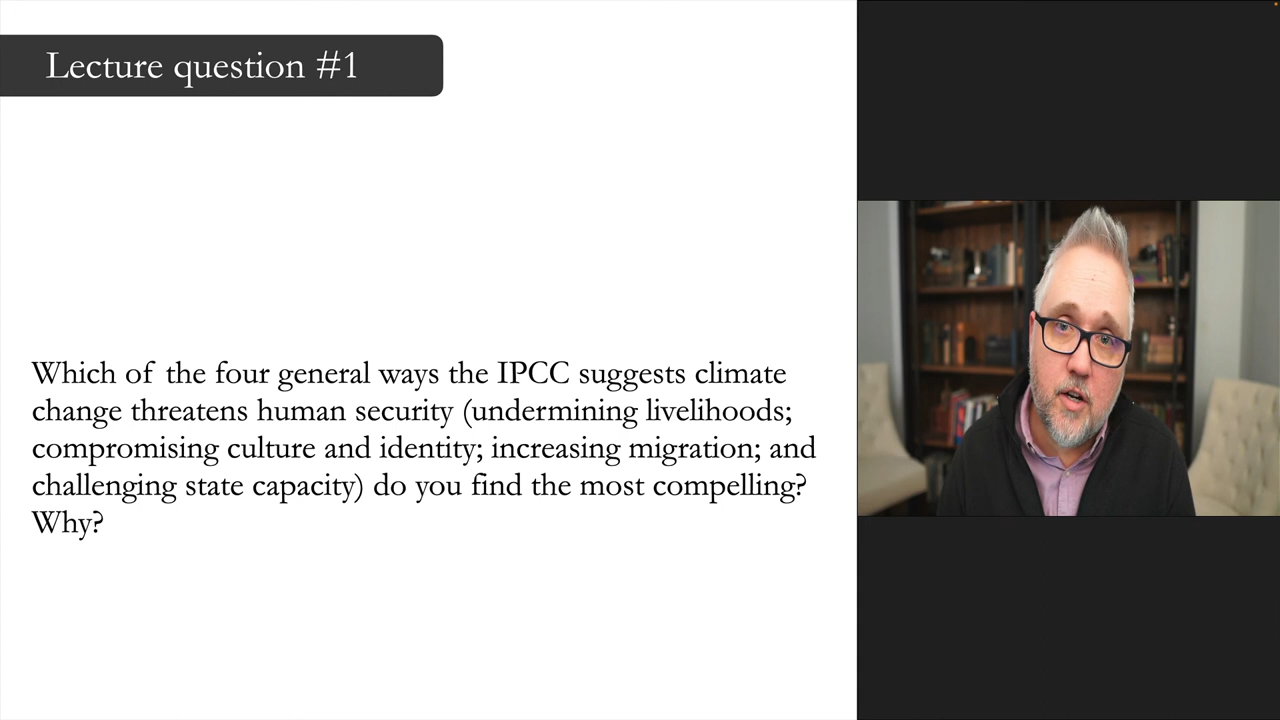 Lecture question #1
Which of the four general ways the IPCC suggests climate
change threatens human security (undermining livelihoods;
compromising culture and identity; increasing migration; and
challenging state capacity) do you find the most compelling?
Why?